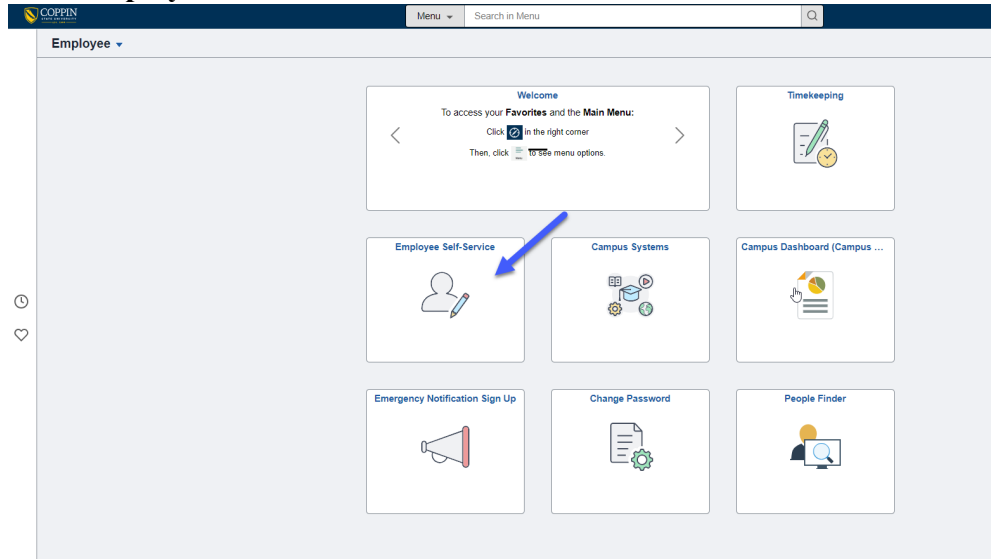 COPPIN
STATE UNIVERSITY
Menu
Search in Menu
Employee
Welcome
To access your Favorites and the Main Menu:
Click in the right corner
Then, click to see menu options.
Timekeeping
Employee Self-Service
Campus Systems
Campus Dashboard (Campus ...
Emergency Notification Sign Up
Change Password
People Finder